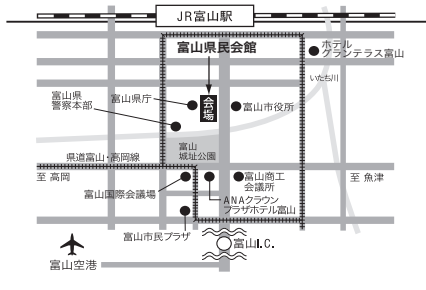 JR富山駅
富山県民会館
ホテル
グランテラス富山
いたち川
富山県
警察本部
富山県庁
会場
富山市役所
富山
城址公園
県道富山・高岡線
至 高岡
富山国際会議場
富山商工
会議所
至 魚津
ANAクラウン
プラザホテル富山
富山市民プラザ
富山I.C.
富山空港